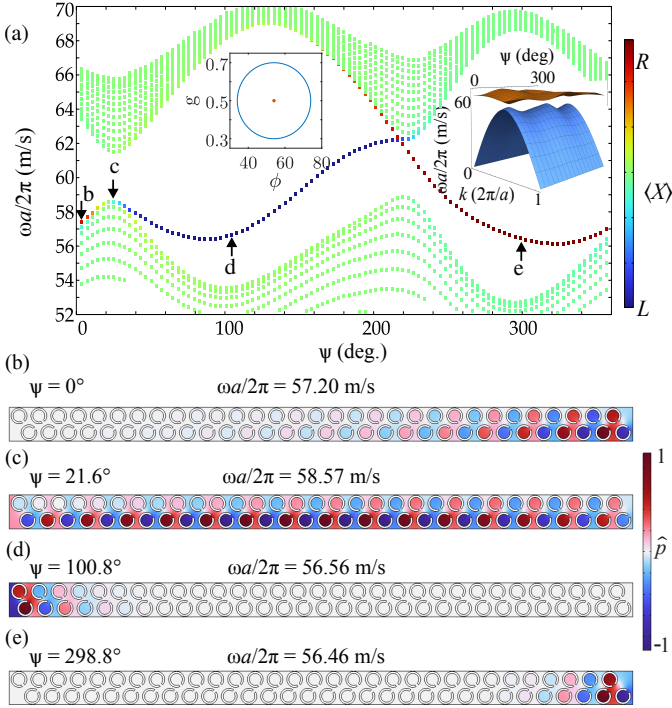 (a)
70
68
66
64
62
60
58
56
54
52
ωa/2π (m/s)
0
100
200
300
ψ (deg.)
b
c
d
e
0.7
0.5
0.3
g
40
60
80
ϕ
ψ (deg)
0
300
60
0
ωa/2π (m/s)
k (2π/a)
1
R
⟨X⟩
L
(b)
ψ = 0° ωa/2π = 57.20 m/s
(c)
ψ = 21.6° ωa/2π = 58.57 m/s
(d)
ψ = 100.8° ωa/2π = 56.56 m/s
(e)
ψ = 298.8° ωa/2π = 56.46 m/s
1
p̂
-1